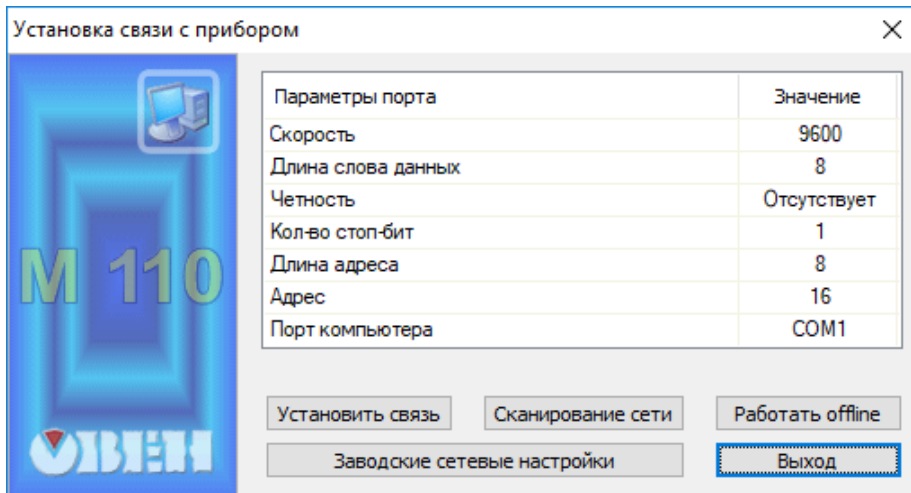 Установка связи с прибором
М 110
ОВЕН
Параметры порта Значение
Скорость 9600
Длина слова данных 8
Четность Отсутствует
Кол-во стоп-бит 1
Длина адреса 8
Адрес 16
Порт компьютера COM1
Установить связь Сканирование сети Работать offline
Заводские сетевые настройки Выход